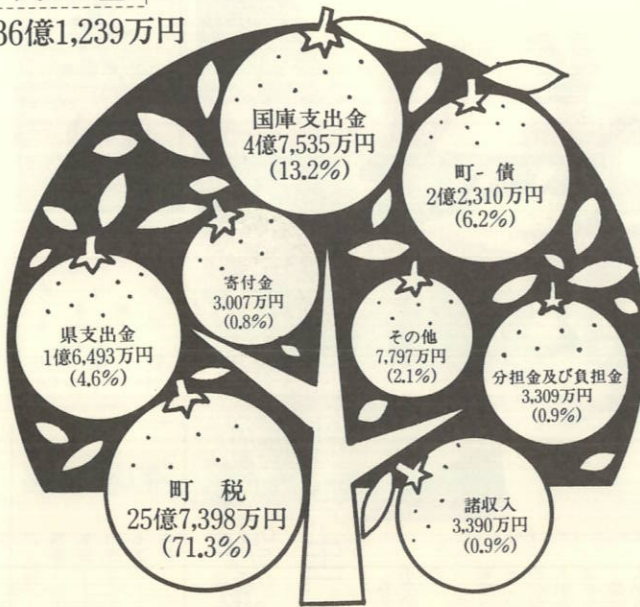 36億1,239万円
国庫支出金
4億7,535万円
(13.2%)
町-債
2億2,310万円
(6.2%)
寄付金
3,007万円
(0.8%)
県支出金
1億6,493万円
(4.6%)
その他
7,797万円
(2.1%)
分担金及び負担金
3,309万円
(0.9%)
町 税
25億7,398万円
(71.3%)
諸収入
3,390万円
(0.9%)